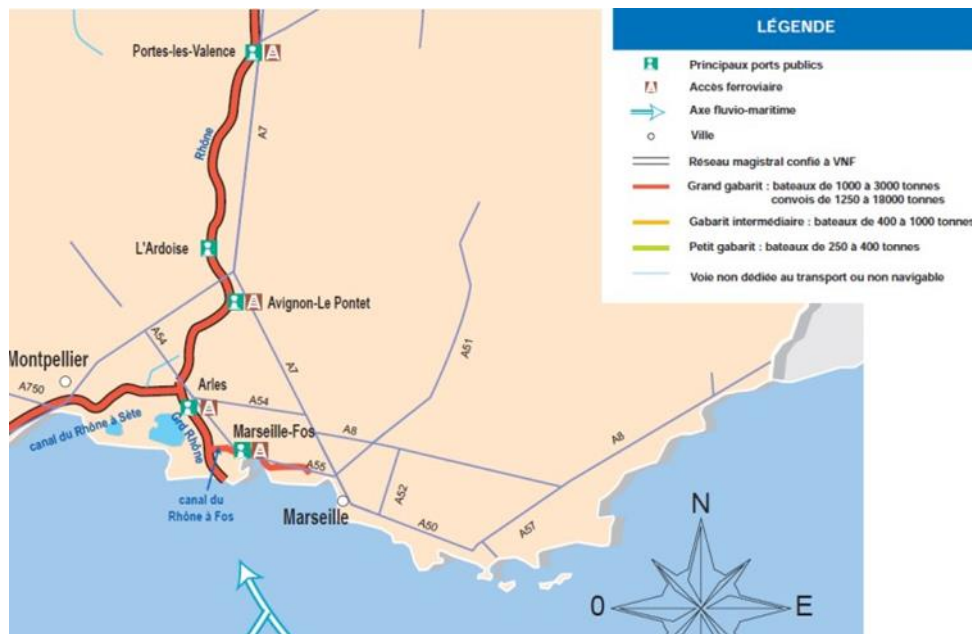 LÉGENDE
Principaux ports publics
Accès ferroviaire
Axe fluvio-maritime
Ville
Réseau magistral confié à VNF
Grand gabarit : bateaux de 1000 à 3000 tonnes
convois de 1250 à 18000 tonnes
Gabarit intermédiaire : bateaux de 400 à 1000 tonnes
Petit gabarit : bateaux de 250 à 400 tonnes
Voie non dédiée au transport ou non navigable
Portes-les-Valence
A7
Rhône
L'Ardoise
Avignon-Le Pontet
A54
A51
Montpellier
A7
A750
Arles
A54
canal du Rhône à Sète
Grd Rhône
Marseille-Fos
A8
A8
A55
canal du
Rhône à Fos
A52
Marseille
A50
A57
N
O
E